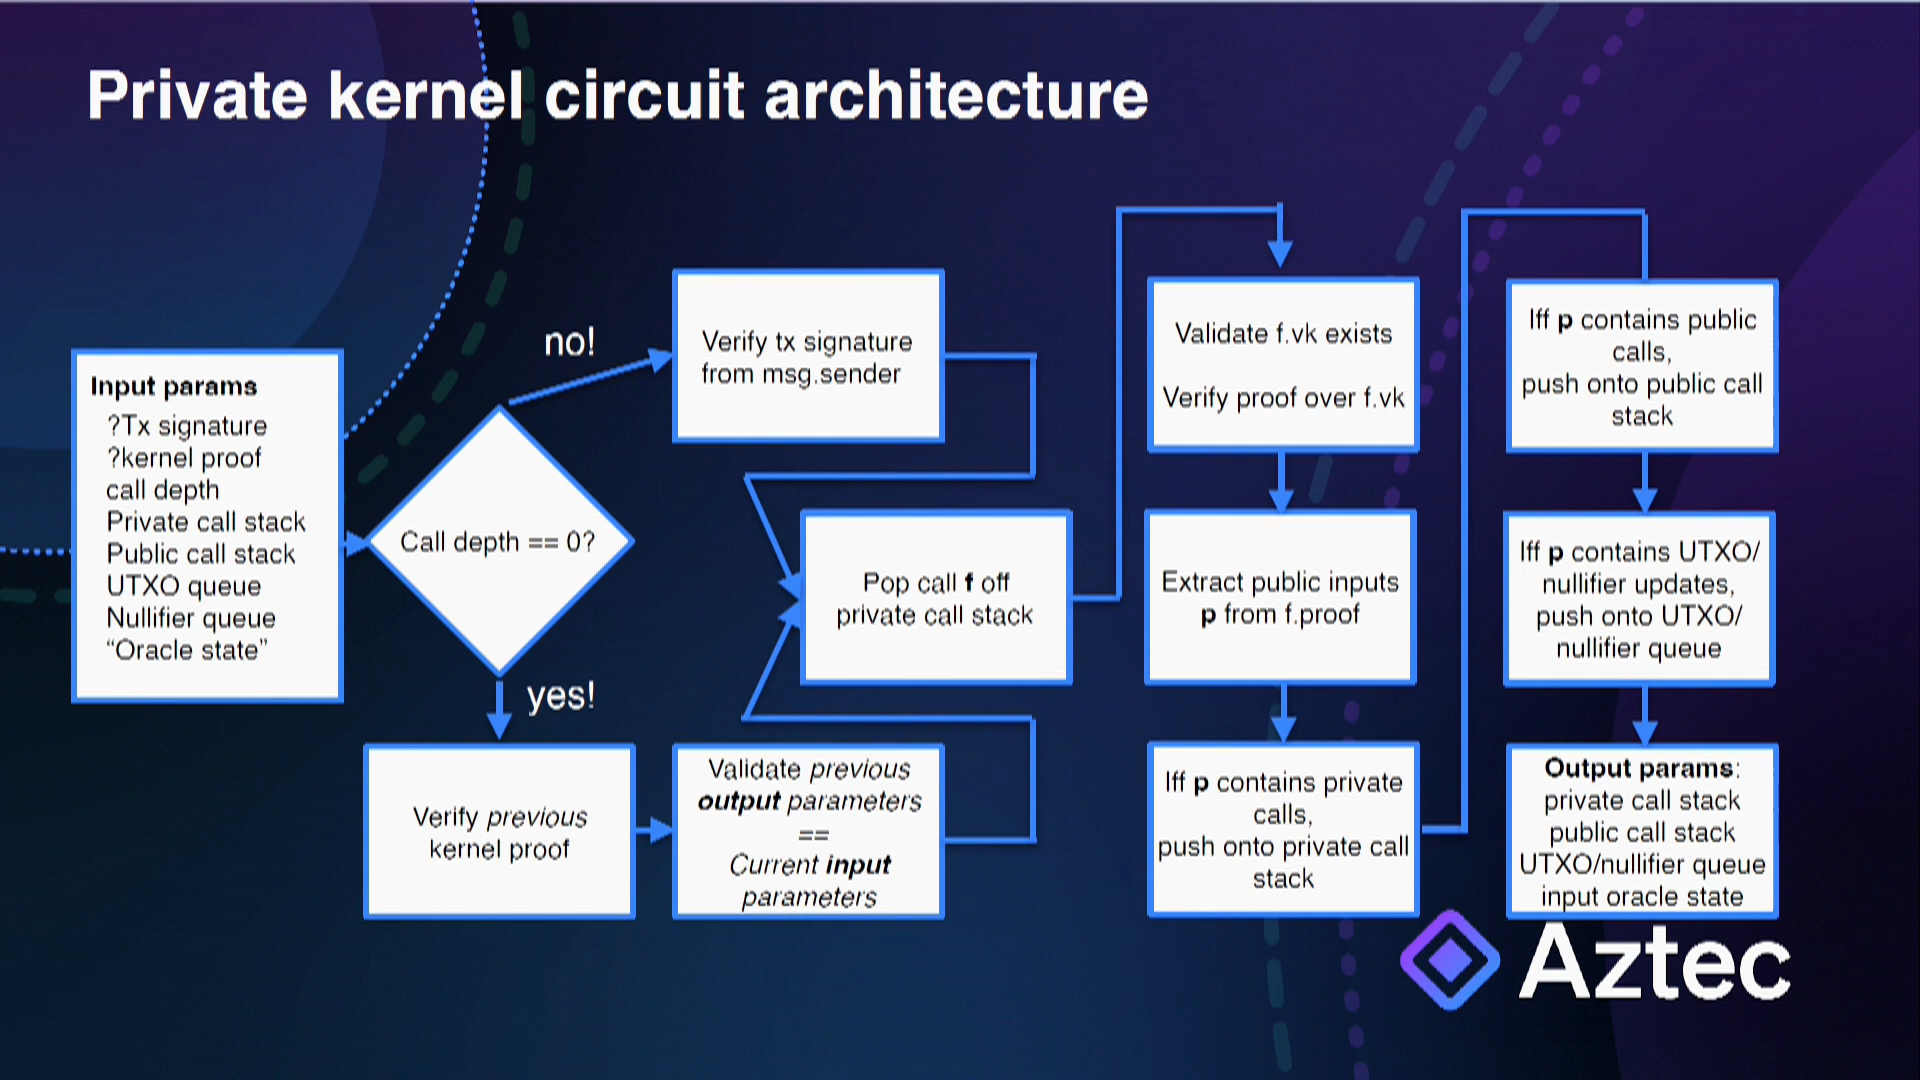 Private kernel circuit architecture
Input params
?Tx signature
?kernel proof
call depth
Private call stack
Public call stack
UTXO queue
Nullifier queue
“Oracle state”
Call depth == 0?
no!
yes!
Verify tx signature
from msg.sender
Verify previous
kernel proof
Validate previous
output parameters
==
Current input
parameters
Pop call f off
private call stack
Validate f.vk exists
Verify proof over f.vk
Extract public inputs
p from f.proof
Iff p contains private
calls,
push onto private call
stack
Iff p contains public
calls,
push onto public call
stack
Iff p contains UTXO/
nullifier updates,
push onto UTXO/
nullifier queue
Output params:
private call stack
public call stack
UTXO/nullifier queue
input oracle state
Aztec